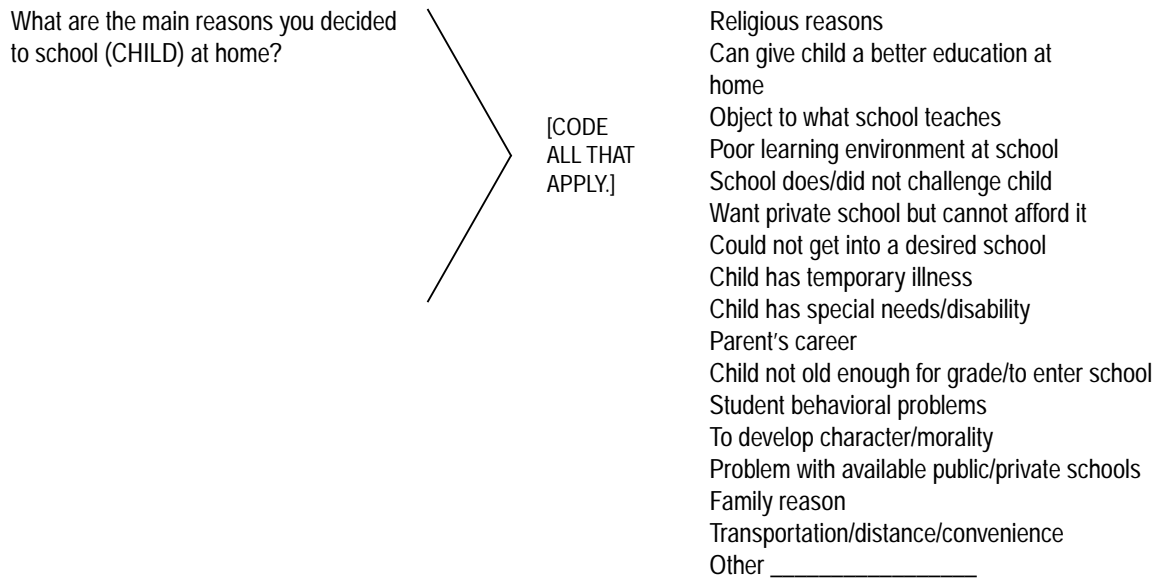 What are the main reasons you decided
to school (CHILD) at home?
[CODE
ALL THAT
APPLY.]
Religious reasons
Can give child a better education at
home
Object to what school teaches
Poor learning environment at school
School does/did not challenge child
Want private school but cannot afford it
Could not get into a desired school
Child has temporary illness
Child has special needs/disability
Parent's career
Child not old enough for grade/to enter school
Student behavioral problems
To develop character/morality
Problem with available public/private schools
Family reason
Transportation/distance/convenience
Other _________________